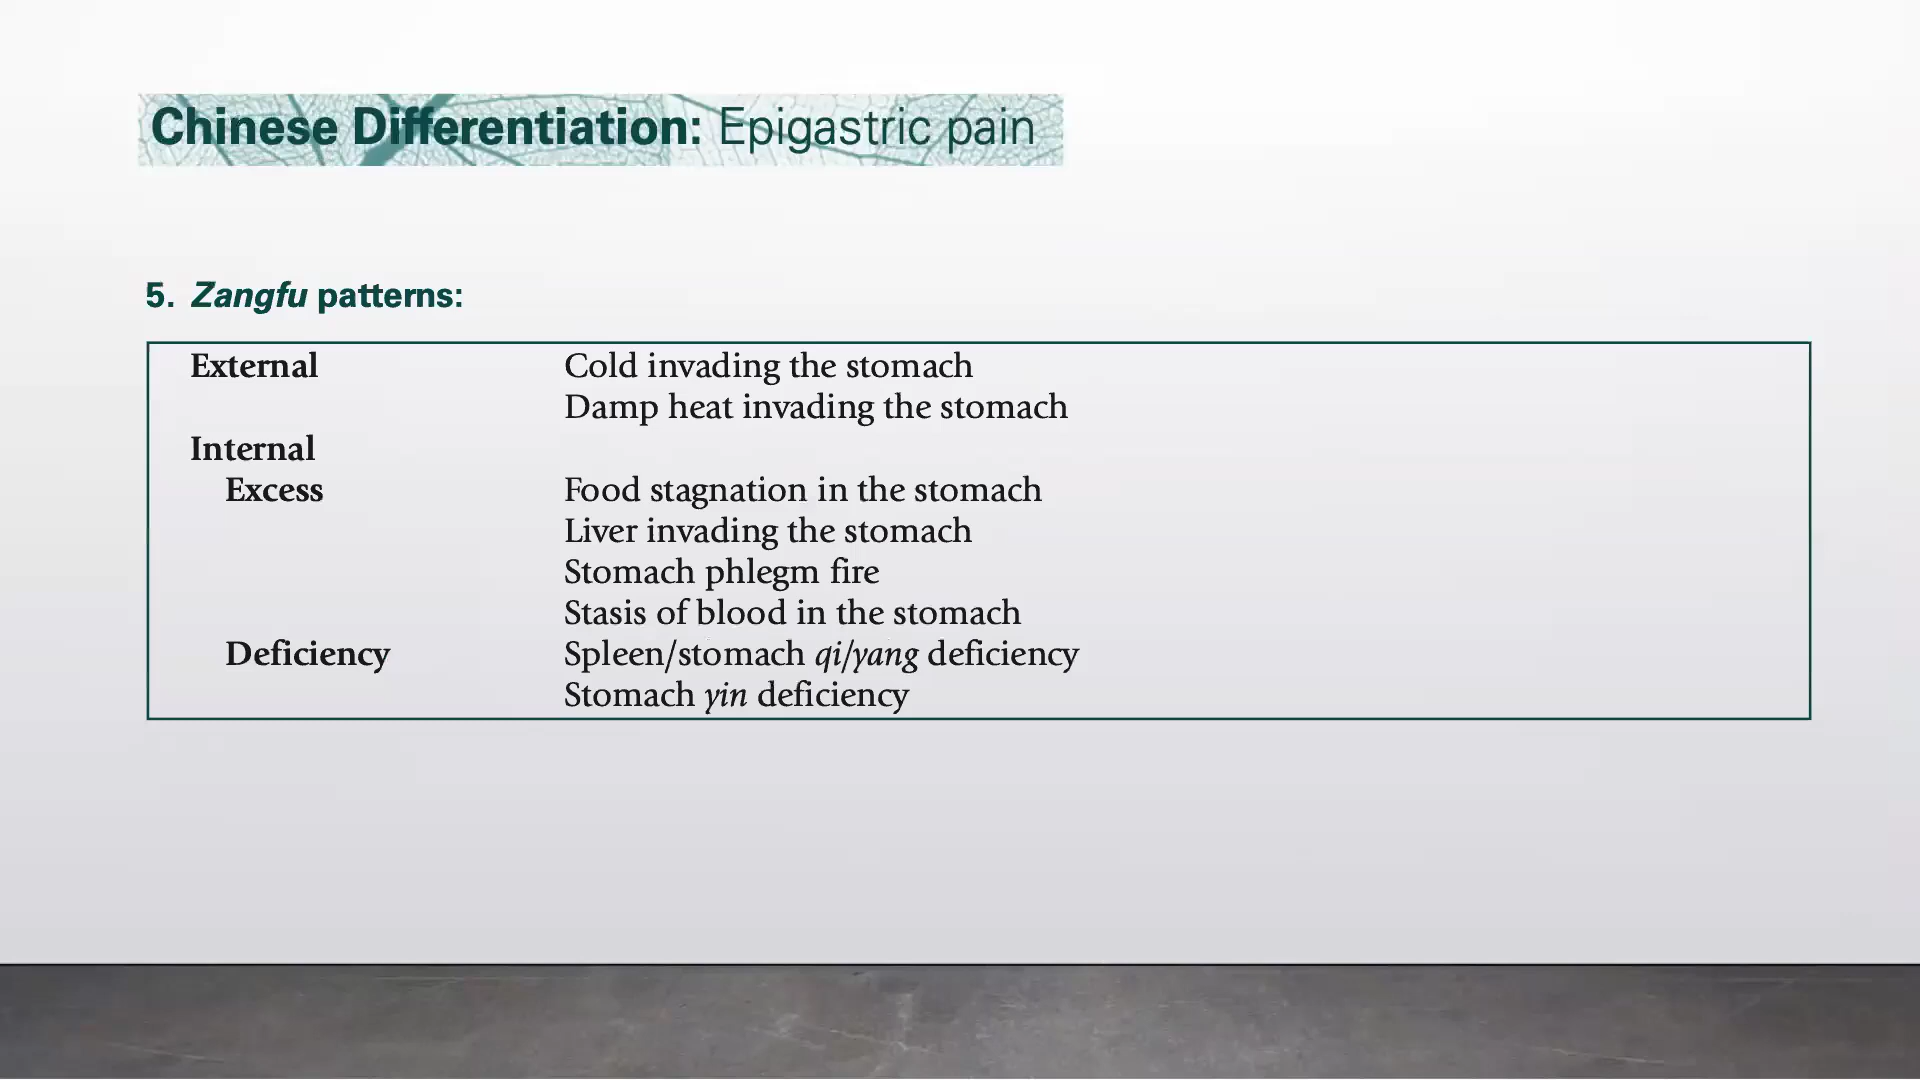 Chinese Differentiation: Epigastric pain
5. Zangfu patterns:
External Cold invading the stomach
Damp heat invading the stomach
Internal
Excess Food stagnation in the stomach
Liver invading the stomach
Stomach phlegm fire
Stasis of blood in the stomach
Deficiency Spleen/stomach qi/yang deficiency
Stomach yin deficiency